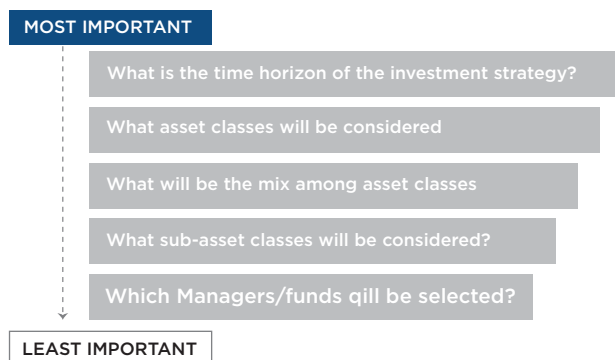 MOST IMPORTANT
What is the time horizon of the investment strategy?
What asset classes will be considered
What will be the mix among asset classes
What sub-asset classes will be considered?
Which Managers/funds qill be selected?
LEAST IMPORTANT